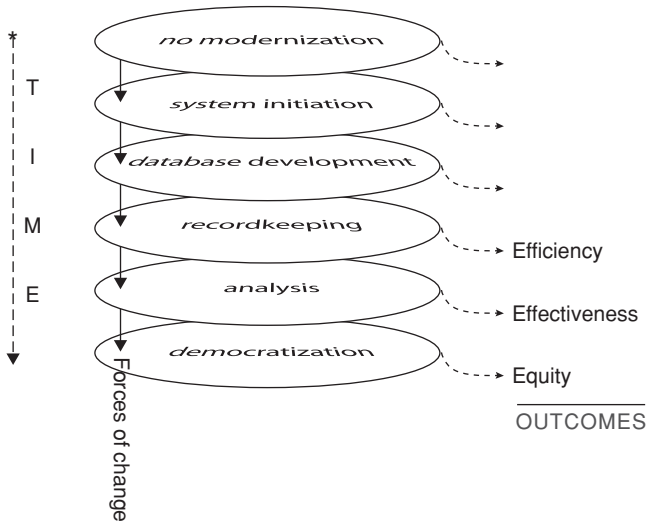 *
no modernization
T
system initiation
I
database development
M
recordkeeping
Efficiency
E
analysis
Effectiveness
democratization
Equity
Forces of change
OUTCOMES